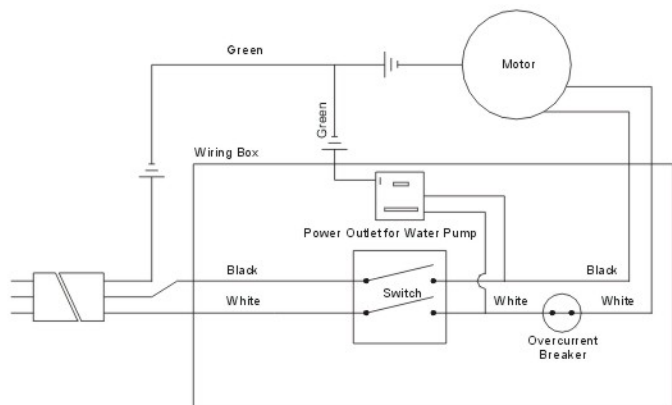 Green
Motor
Green
Wiring Box
Power Outlet for Water Pump
Black
Black
Switch
White
White
White
Overcurrent
Breaker